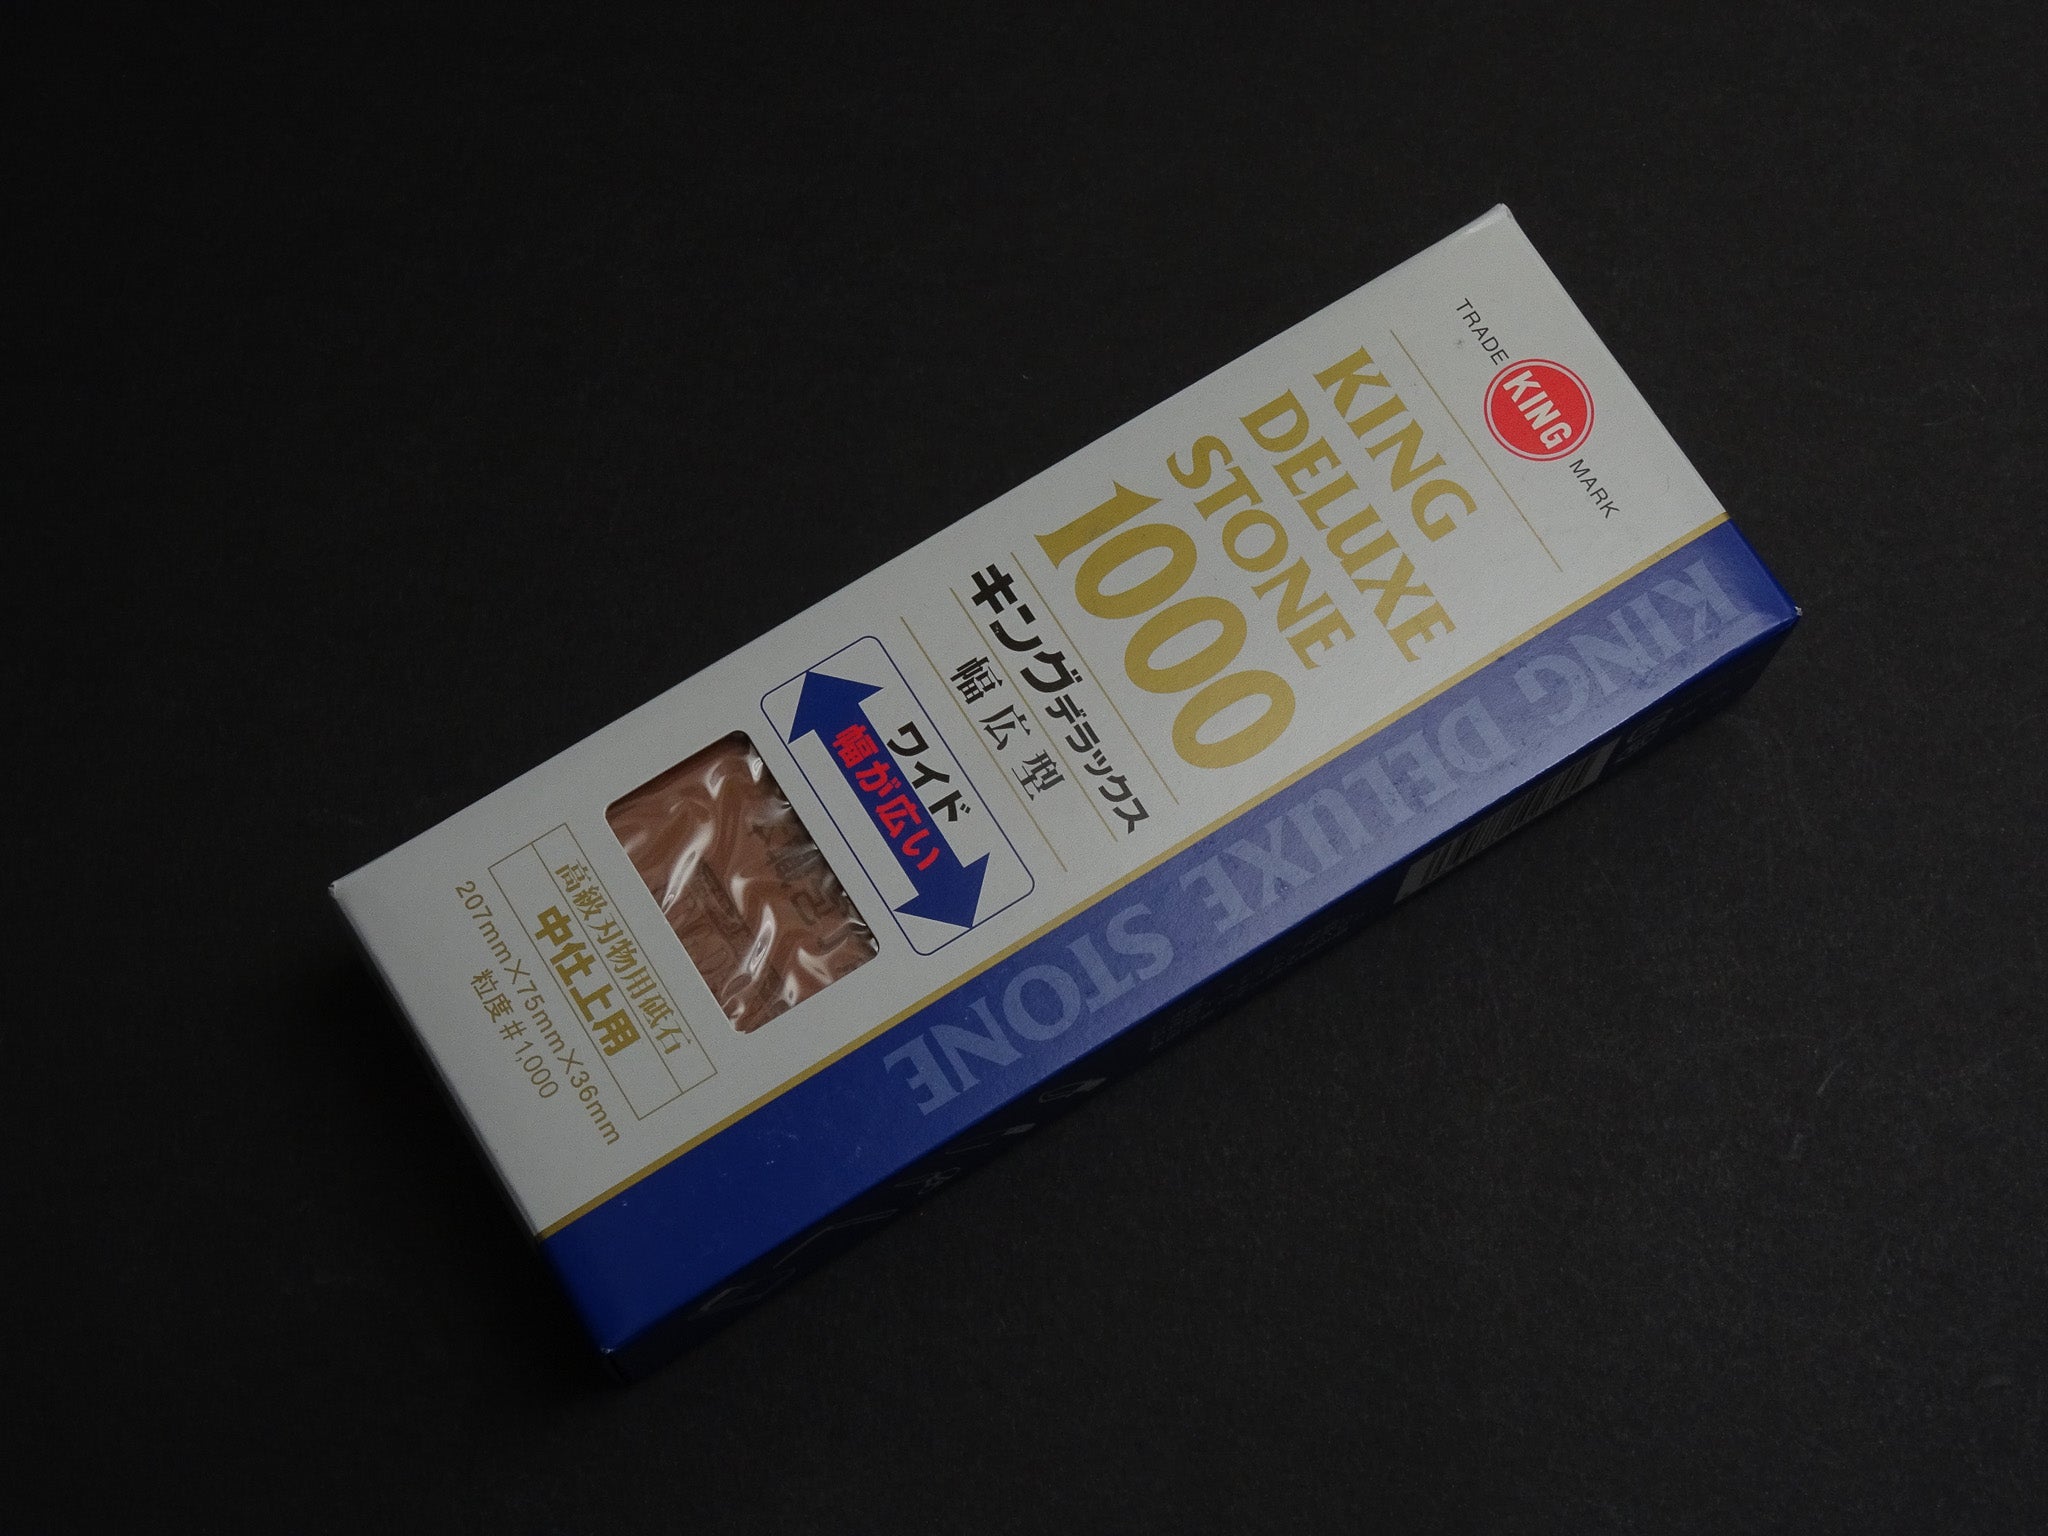 TRADE KING MARK
KING
DELUXE
STONE
1000
キングデラックス
幅広型
ワイド
幅が広い
高級刃物用砥石
中仕上用
207mm×75mm×36mm
粒度#1,000
KING DELUXE STONE